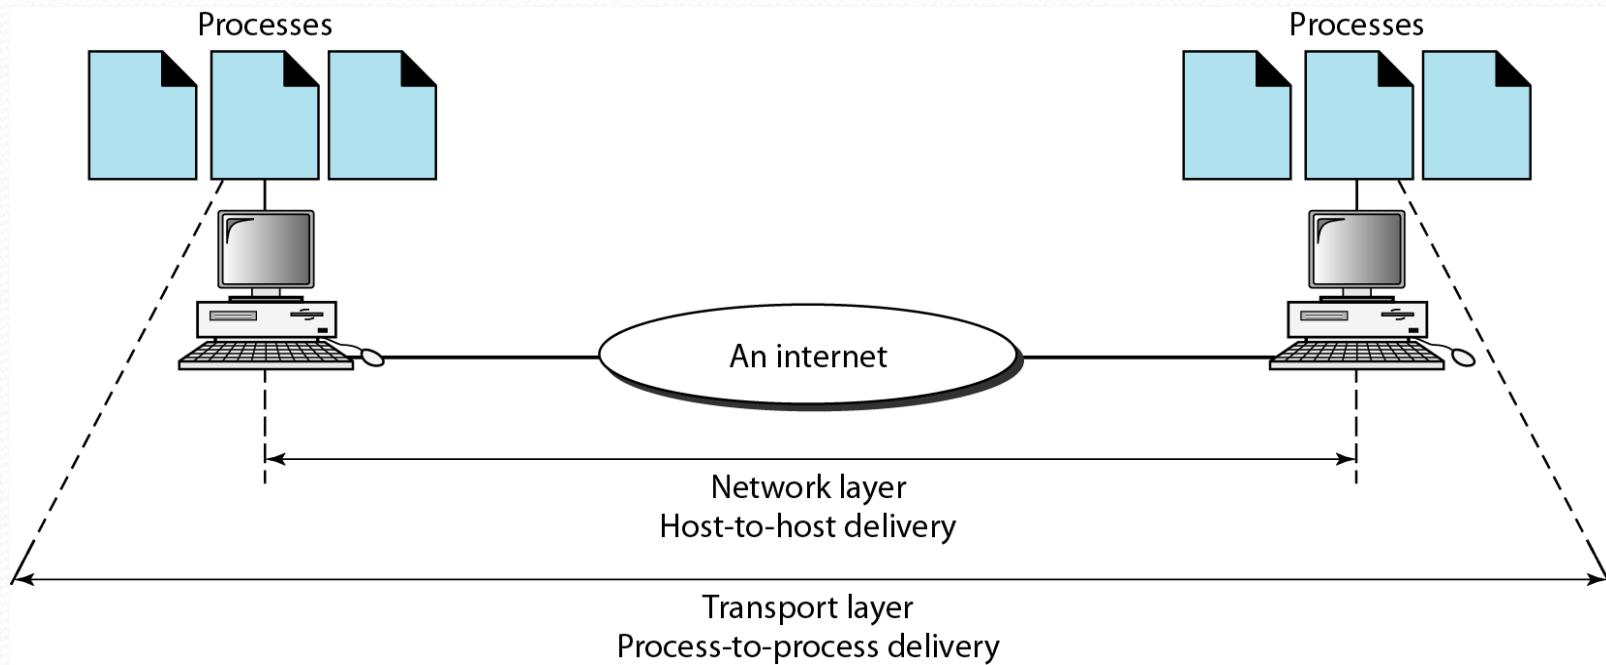 Processes
Processes
An internet
Network layer
Host-to-host delivery
Transport layer
Process-to-process delivery